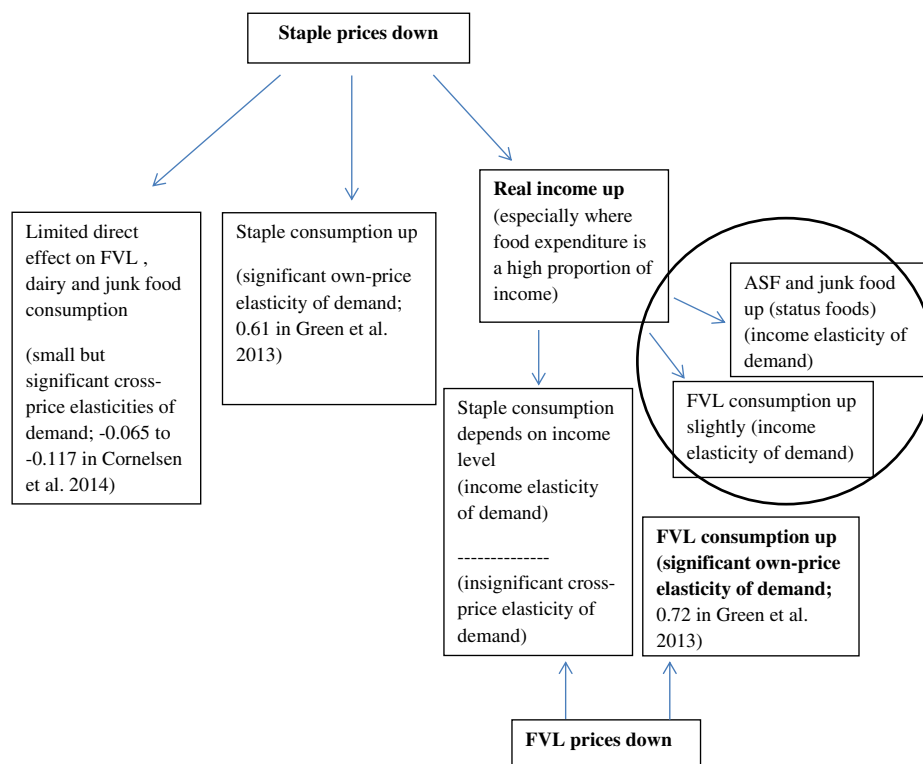 Staple prices down
Limited direct
effect on FVL ,
dairy and junk food
consumption
(small but
significant cross-
price elasticities of
demand; -0.065 to
-0.117 in Cornelsen
et al. 2014)
Staple consumption up
(significant own-price
elasticity of demand;
0.61 in Green et al.
2013)
Real income up
(especially where
food expenditure is
a high proportion of
income)
ASF and junk food
up (status foods)
(income elasticity of
demand)
FVL consumption up
slightly (income
elasticity of demand)
Staple consumption
depends on income
level
(income elasticity
of demand)
--------------
(insignificant cross-
price elasticity of
demand)
FVL consumption up
(significant own-price
elasticity of demand;
0.72 in Green et al.
2013)
FVL prices down